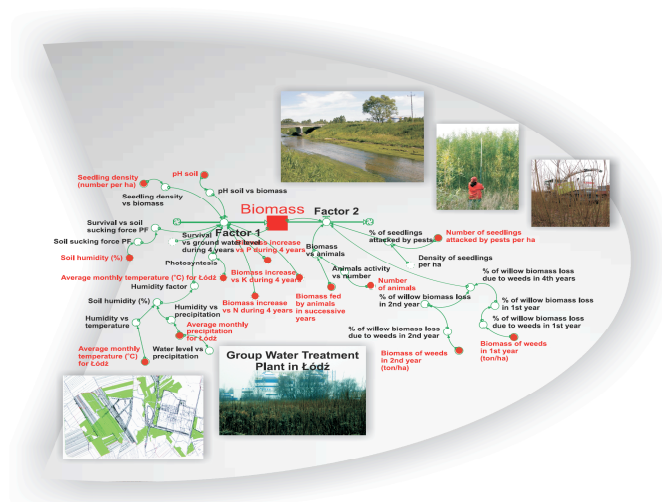 Seedling density
(number per ha)
pH soil
Seedling density
vs biomass
pH soil vs biomass
Biomass
Factor 2
Factor 1
Survival vs soil
sucking force PF
Survival
vs ground water level
during 4 years
Biomass increase
vs P during 4 years
Soil sucking force PF
Soil humidity (%)
Photosyntesis
Biomass
vs animals
% of seedlings
attacked by pests
Number of seedlings
attacked by pests per ha
Density of seedlings
per ha
Average monthly temperature (°C) for Łódź
Biomass increase
vs K during 4 years
Animals activity
vs number
Number of
animals
% of willow biomass loss
due to weeds in 4th years
Humidity factor
Soil humidity (%)
Biomass increase
vs N during 4 years
Biomass fed
by animals
in successive
years
% of willow biomass loss
in 2nd year
% of willow biomass loss
in 1st year
Humidity vs
temperature
Humidity vs
precipitation
Average monthly
precipitation
for Łódź
% of willow biomass loss
due to weeds in 2nd year
% of willow biomass loss
due to weeds in 1st year
Average monthly
temperature (°C)
for Łódź
Water level vs
precipitation
Biomass of weeds
in 2nd year
(ton/ha)
Biomass of weeds
in 1st year
(ton/ha)
Group Water Treatment
Plant in Łódź